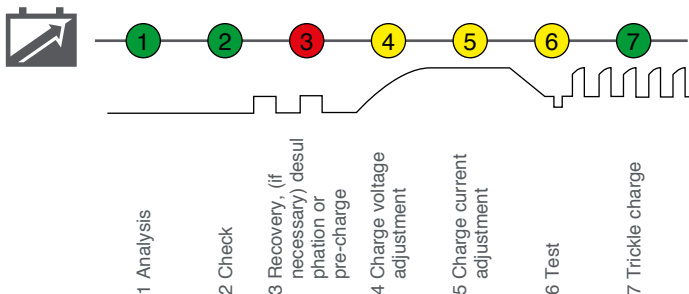 1
2
3
4
5
6
7
1 Analysis
2 Check
3 Recovery, (if
necessary) desul
phation or
pre-charge
4 Charge voltage
adjustment
5 Charge current
adjustment
6 Test
7 Trickle charge